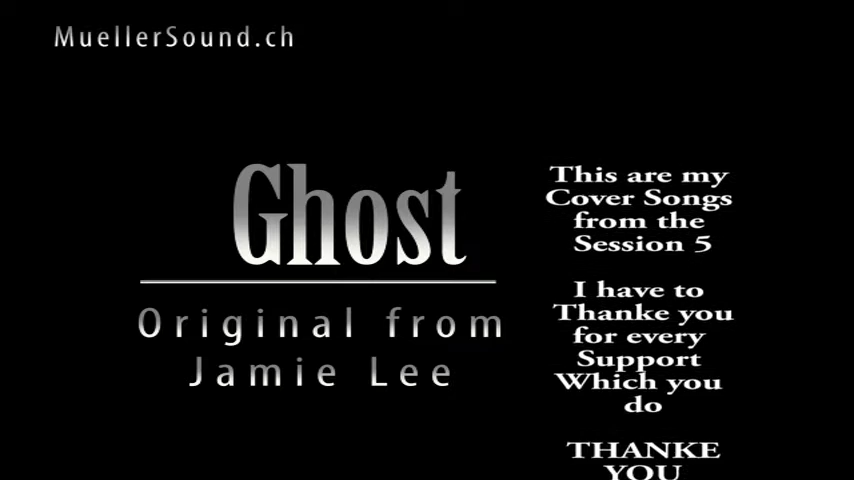 MuellerSound.ch
Ghost
Original from
Jamie Lee
This are my
Cover Songs
from the
Session 5
I have to
Thanke you
for every
Support
Which you
do
THANKE
YOU